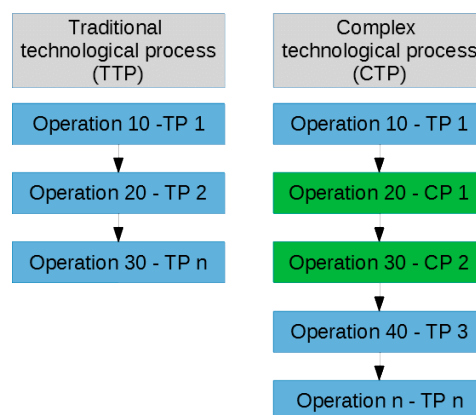 Traditional
technological process
(TTP)
Operation 10 -TP 1
Operation 20 - TP 2
Operation 30 - TP n
Complex
technological process
(CTP)
Operation 10 - TP 1
Operation 20 - CP 1
Operation 30 - CP 2
Operation 40 - TP 3
Operation n - TP n